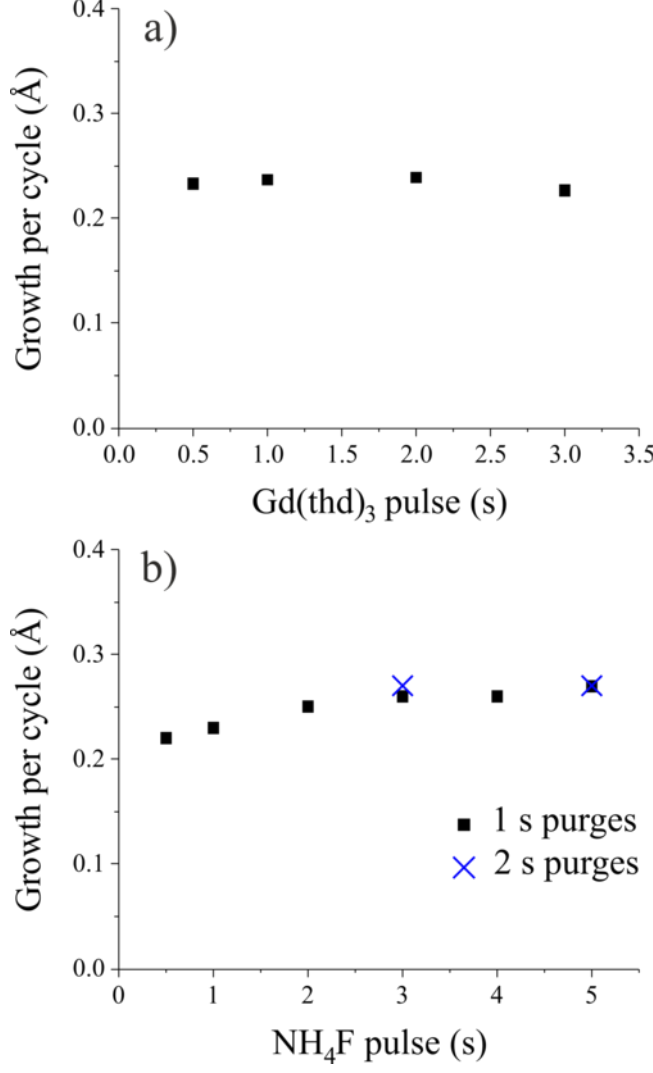 a)
Growth per cycle (Å)
0.4
0.3
0.2
0.1
0.0
0.0 0.5 1.0 1.5 2.0 2.5 3.0 3.5
Gd(thd)₃ pulse (s)
b)
Growth per cycle (Å)
0.4
0.3
0.2
0.1
0.0
1 s purges
2 s purges
0 1 2 3 4 5
NH₄F pulse (s)